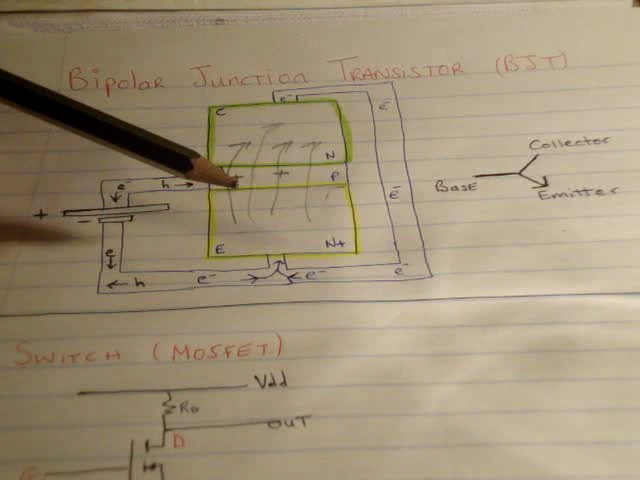 BIPOLAR JUNCTION TRANSISTOR (BJT)
C e⁻
e⁻
N
Collector
+ + P
e⁻ h →
Base
e⁻
Emitter
+
-
E N+
e
e⁻ e⁻ e⁻
← h
SWITCH (MOSFET)
Vdd
RD
OUT
D